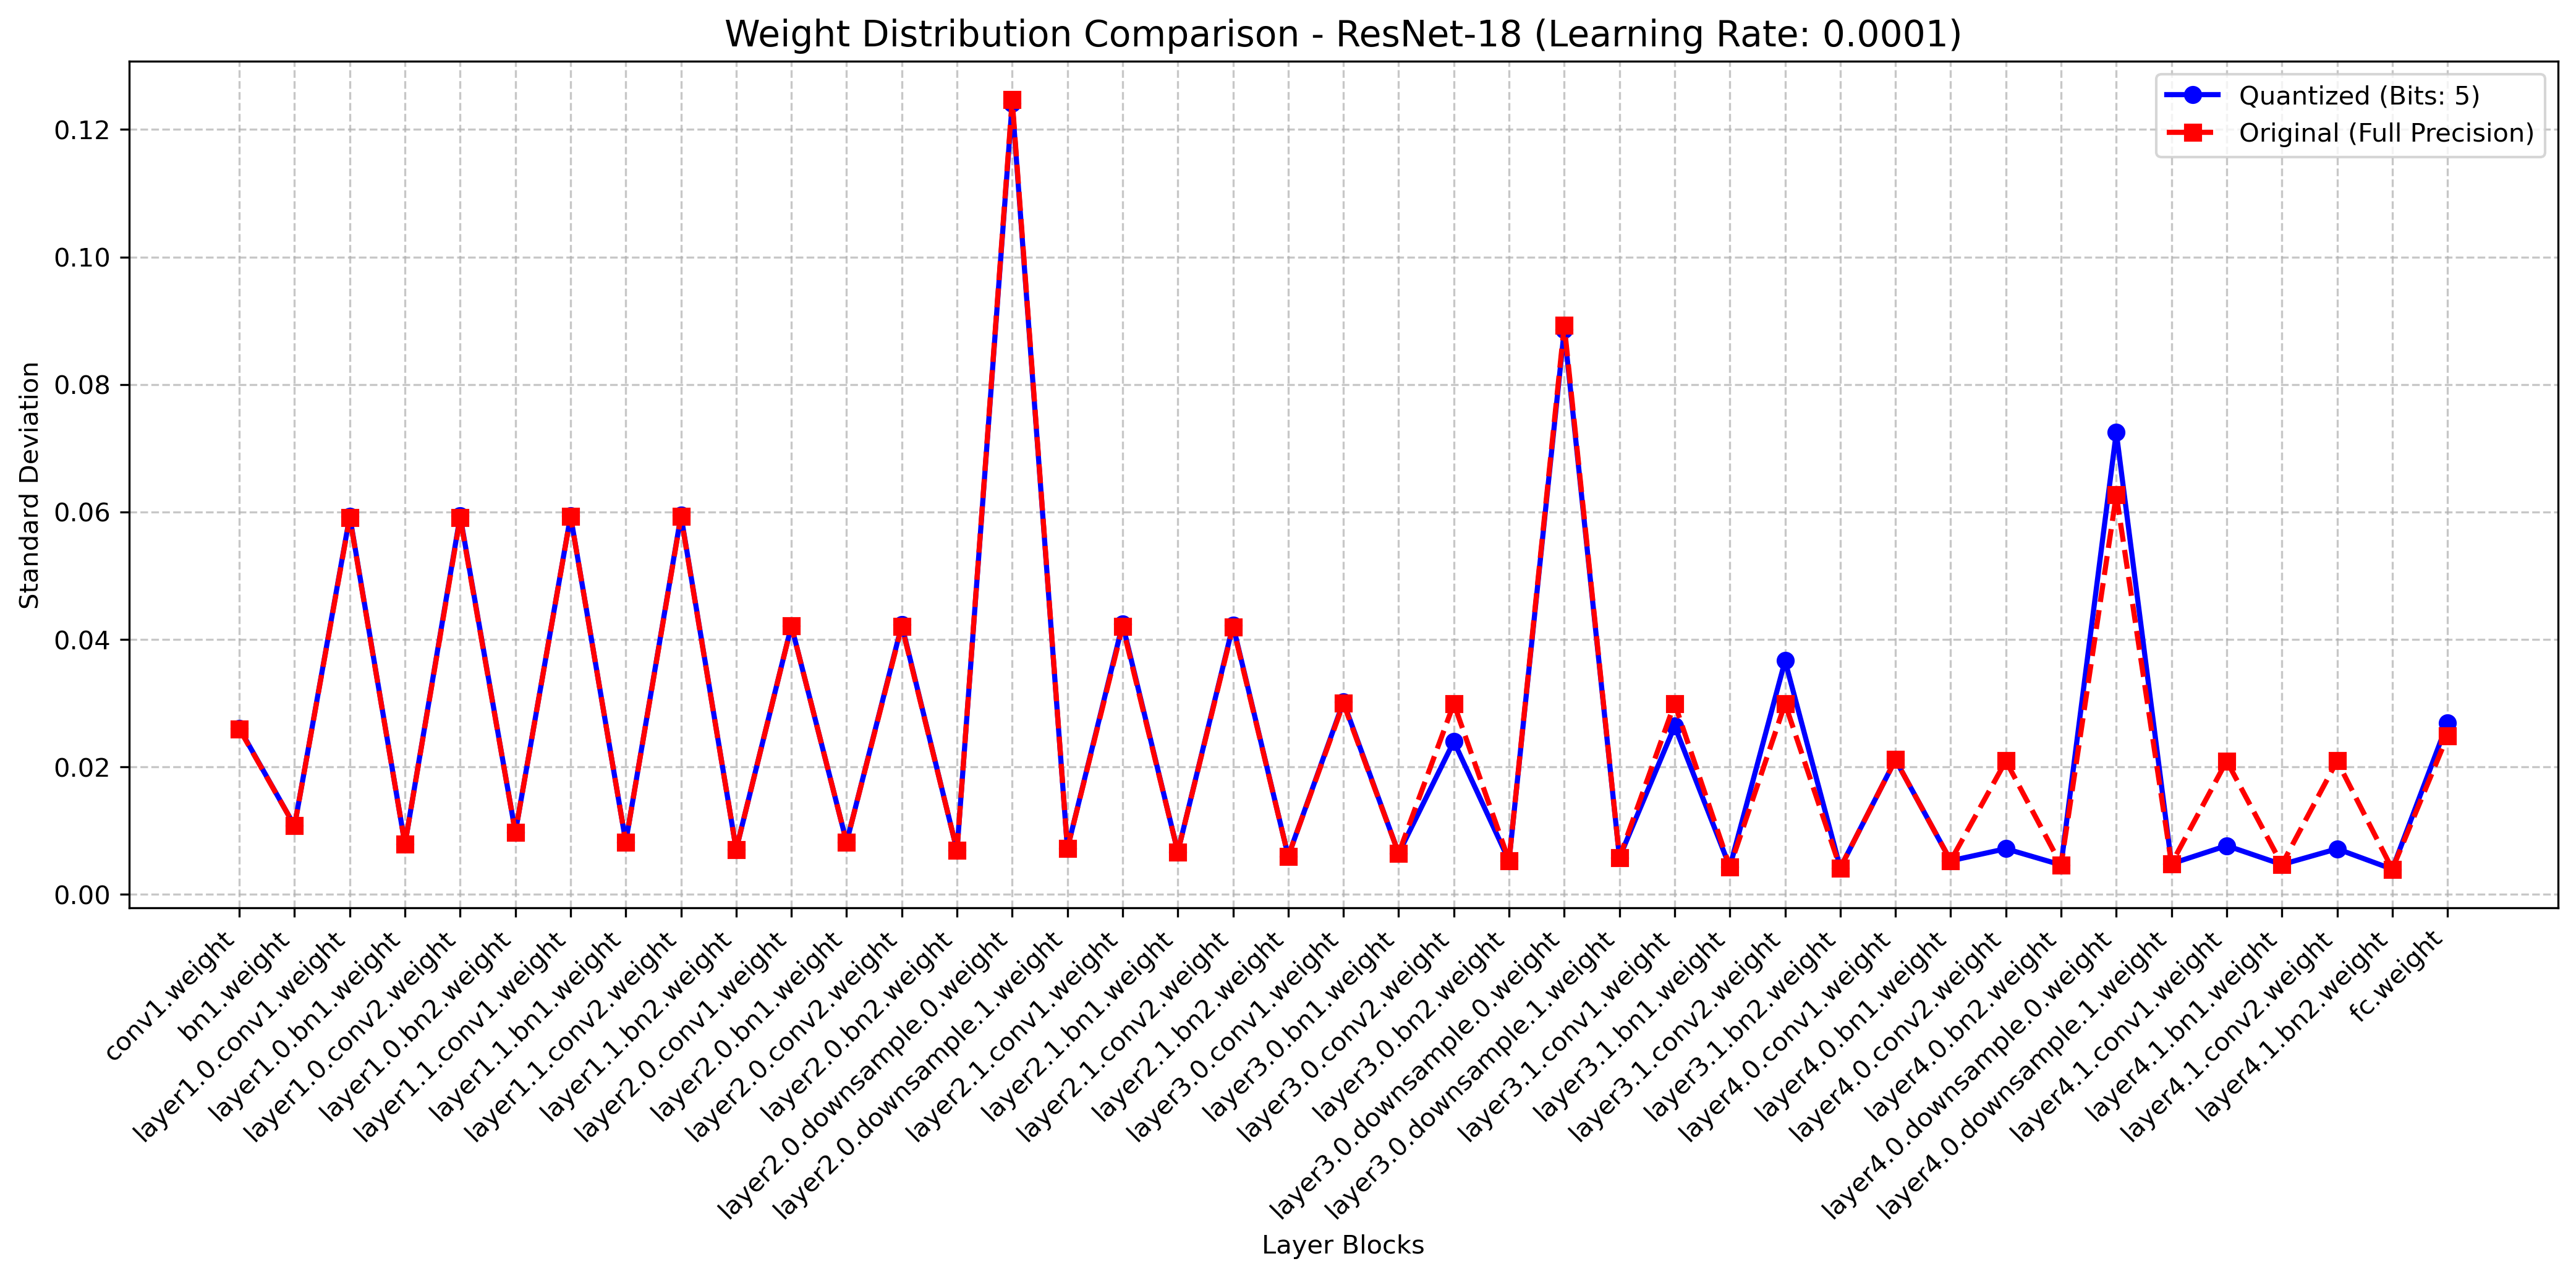 Weight Distribution Comparison - ResNet-18 (Learning Rate: 0.0001)
Quantized (Bits: 5)
Original (Full Precision)
Standard Deviation
0.12
0.10
0.08
0.06
0.04
0.02
0.00
conv1.weight
bn1.weight
layer1.0.conv1.weight
layer1.0.bn1.weight
layer1.0.conv2.weight
layer1.0.bn2.weight
layer1.1.conv1.weight
layer1.1.bn1.weight
layer1.1.conv2.weight
layer1.1.bn2.weight
layer2.0.conv1.weight
layer2.0.bn1.weight
layer2.0.conv2.weight
layer2.0.bn2.weight
layer2.0.downsample.0.weight
layer2.0.downsample.1.weight
layer2.1.conv1.weight
layer2.1.bn1.weight
layer2.1.conv2.weight
layer2.1.bn2.weight
layer3.0.conv1.weight
layer3.0.bn1.weight
layer3.0.conv2.weight
layer3.0.bn2.weight
layer3.0.downsample.0.weight
layer3.0.downsample.1.weight
layer3.1.conv1.weight
layer3.1.bn1.weight
layer3.1.conv2.weight
layer3.1.bn2.weight
layer4.0.conv1.weight
layer4.0.bn1.weight
layer4.0.conv2.weight
layer4.0.bn2.weight
layer4.0.downsample.0.weight
layer4.0.downsample.1.weight
layer4.1.conv1.weight
layer4.1.bn1.weight
layer4.1.conv2.weight
layer4.1.bn2.weight
fc.weight
Layer Blocks